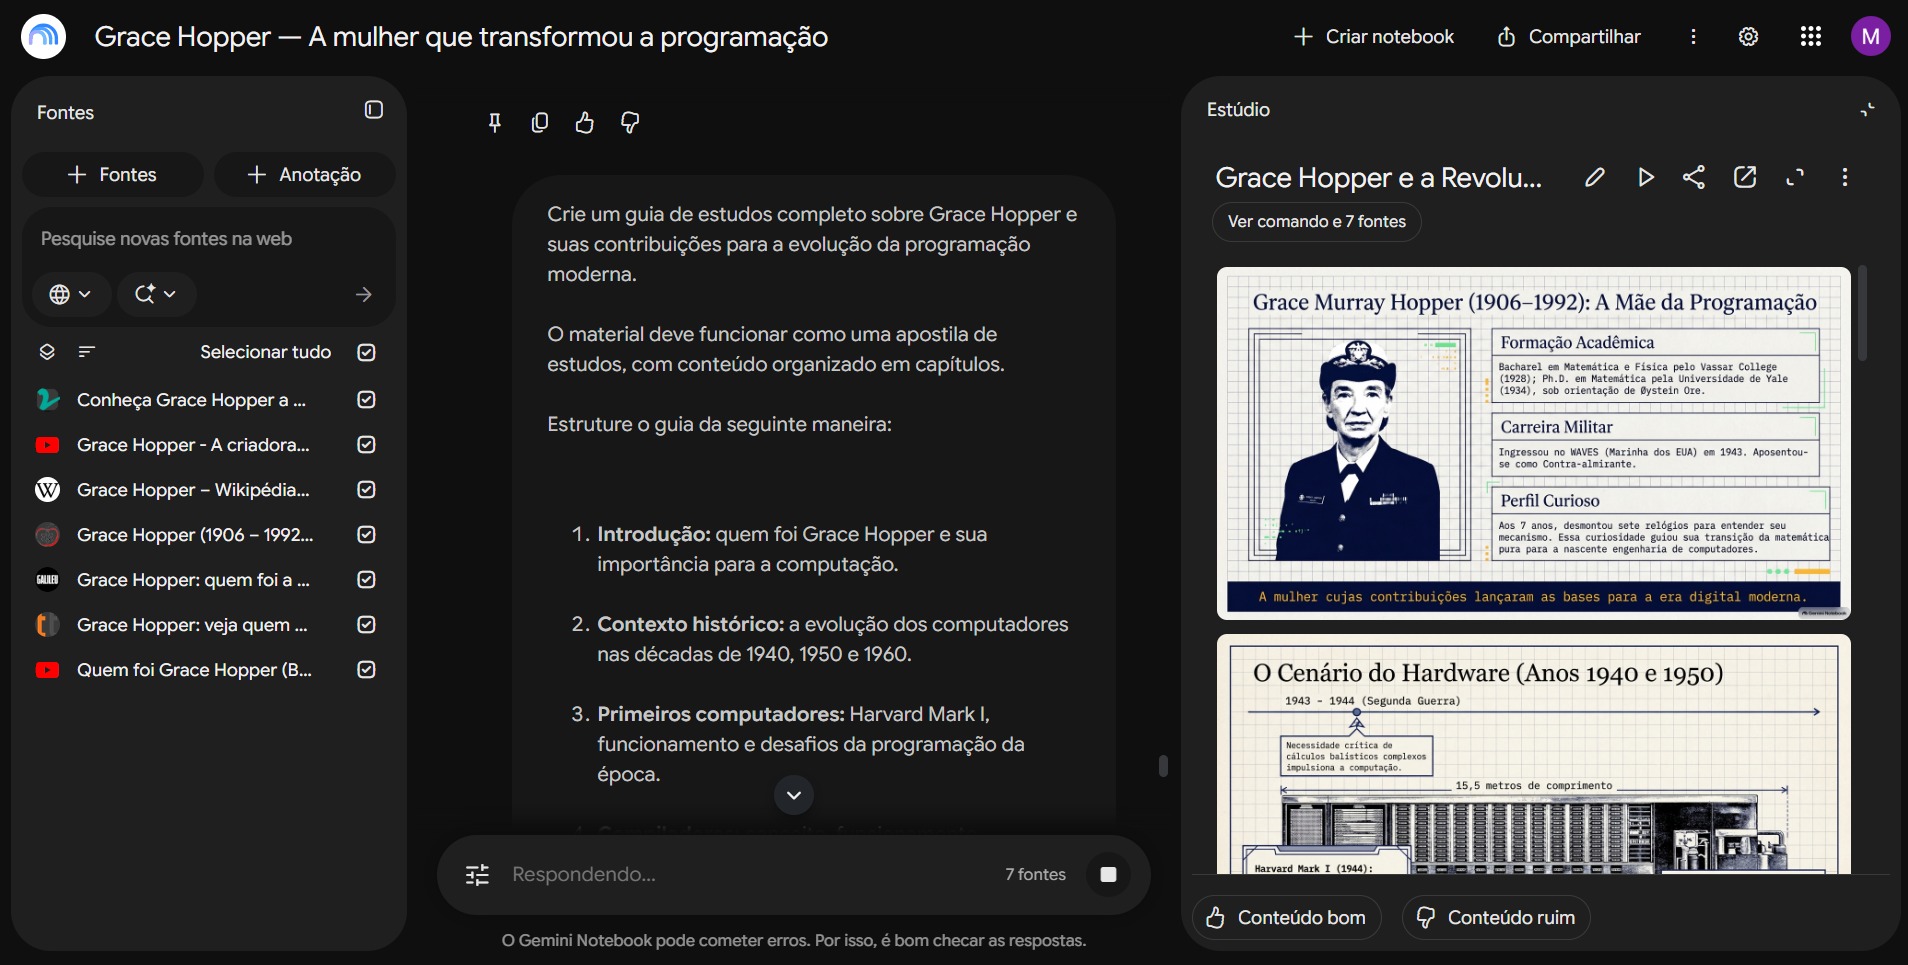 Grace Hopper — A mulher que transformou a programação
Criar notebook
Compartilhar
M
Fontes
Fontes
Anotação
Pesquise novas fontes na web
Selecionar tudo
Conheça Grace Hopper a ...
Grace Hopper - A criadora...
Grace Hopper – Wikipédia...
Grace Hopper (1906 – 1992...
GALILEU
Grace Hopper: quem foi a ...
Grace Hopper: veja quem ...
Quem foi Grace Hopper (B...
Crie um guia de estudos completo sobre Grace Hopper e
suas contribuições para a evolução da programação
moderna.
O material deve funcionar como uma apostila de
estudos, com conteúdo organizado em capítulos.
Estruture o guia da seguinte maneira:
1. Introdução: quem foi Grace Hopper e sua
importância para a computação.
2. Contexto histórico: a evolução dos computadores
nas décadas de 1940, 1950 e 1960.
3. Primeiros computadores: Harvard Mark I,
funcionamento e desafios da programação da
época.
Respondendo...
7 fontes
O Gemini Notebook pode cometer erros. Por isso, é bom checar as respostas.
Estúdio
Grace Hopper e a Revolu...
Ver comando e 7 fontes
Grace Murray Hopper (1906–1992): A Mãe da Programação
Formação Acadêmica
Bacharel em Matemática e Física pelo Vassar College
(1928); Ph.D. em Matemática pela Universidade de Yale
(1934), sob orientação de Øystein Ore.
Carreira Militar
Ingressou no WAVES (Marinha dos EUA) em 1943. Aposentou-
se como Contra-almirante.
Perfil Curioso
Aos 7 anos, desmontou sete relógios para entender seu
mecanismo. Essa curiosidade guiou sua transição da matemática
pura para a nascente engenharia de computadores.
A mulher cujas contribuições lançaram as bases para a era digital moderna.
Gemini Notebook
O Cenário do Hardware (Anos 1940 e 1950)
1943 - 1944 (Segunda Guerra)
Necessidade crítica de
cálculos balísticos complexos
impulsiona a computação.
15,5 metros de comprimento
Harvard Mark I (1944):
Conteúdo bom
Conteúdo ruim